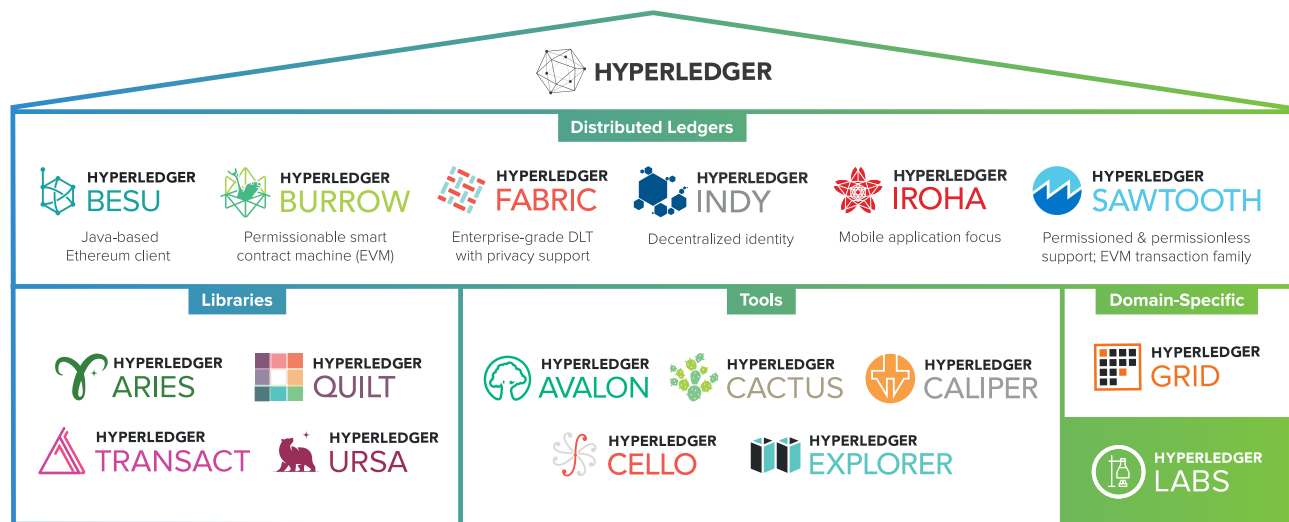 HYPERLEDGER
Distributed Ledgers
HYPERLEDGER
BESU
Java-based
Ethereum client
HYPERLEDGER
BURROW
Permissionable smart
contract machine (EVM)
HYPERLEDGER
FABRIC
Enterprise-grade DLT
with privacy support
HYPERLEDGER
INDY
Decentralized identity
HYPERLEDGER
IROHA
Mobile application focus
HYPERLEDGER
SAWTOOTH
Permissioned & permissionless
support; EVM transaction family
Libraries
HYPERLEDGER
ARIES
HYPERLEDGER
QUILT
HYPERLEDGER
TRANSACT
HYPERLEDGER
URSA
Tools
HYPERLEDGER
AVALON
HYPERLEDGER
CACTUS
HYPERLEDGER
CALIPER
HYPERLEDGER
CELLO
HYPERLEDGER
EXPLORER
Domain-Specific
HYPERLEDGER
GRID
HYPERLEDGER
LABS